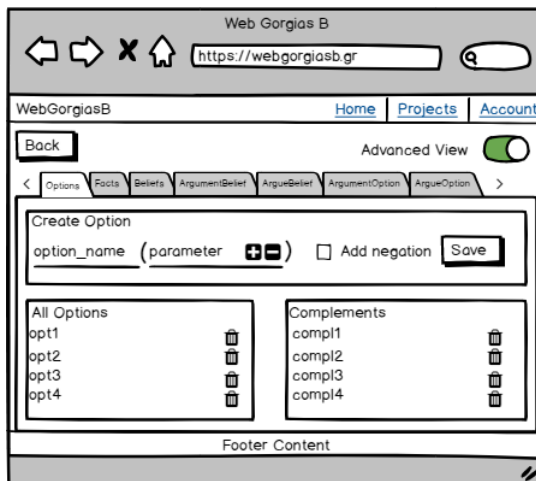 Web Gorgias B
https://webgorgiasb.gr
WebGorgiasB Home Projects Account
Back Advanced View
< Options Facts Beliefs ArgumentBelief ArgueBelief ArgumentOption ArgueOption >
Create Option
option_name (parameter ) Add negation Save
All Options Complements
opt1 compl1
opt2 compl2
opt3 compl3
opt4 compl4
Footer Content